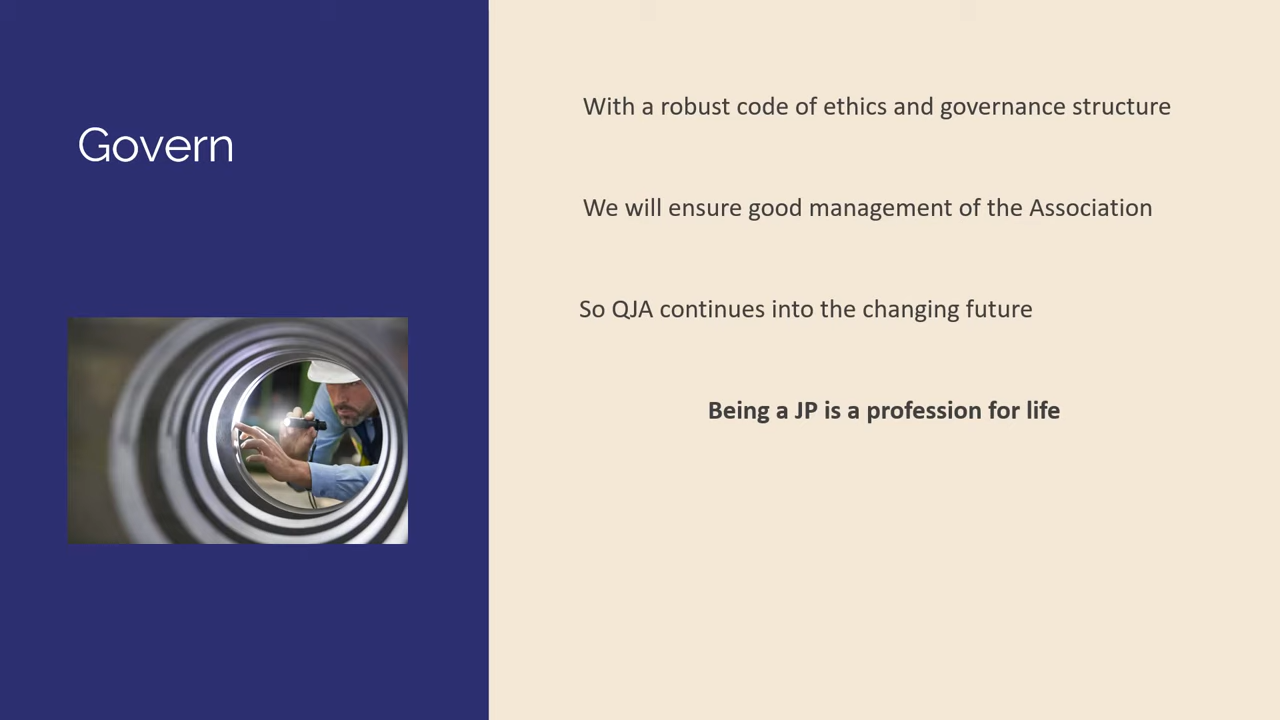 Govern
With a robust code of ethics and governance structure
We will ensure good management of the Association
So QJA continues into the changing future
Being a JP is a profession for life